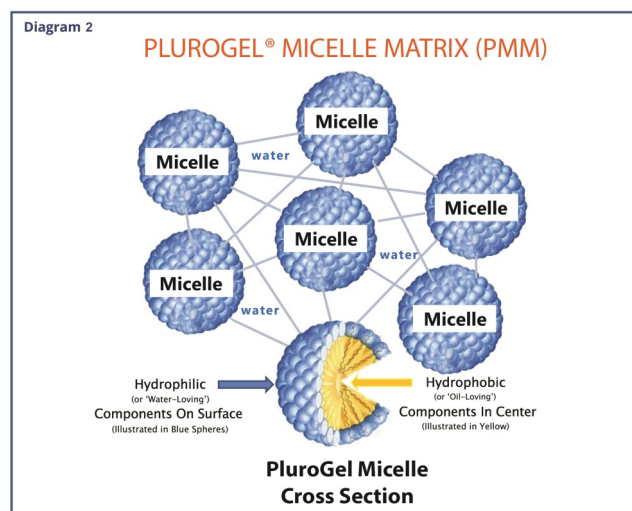 Diagram 2
PLUROGEL® MICELLE MATRIX (PMM)
Micelle
Micelle
water
Micelle
Micelle
water
Micelle
water
Micelle
Hydrophilic
(or ‘Water-Loving’)
Components On Surface
(Illustrated in Blue Spheres)
Hydrophobic
(or ‘Oil-Loving’)
Components In Center
(Illustrated in Yellow)
PluroGel Micelle
Cross Section